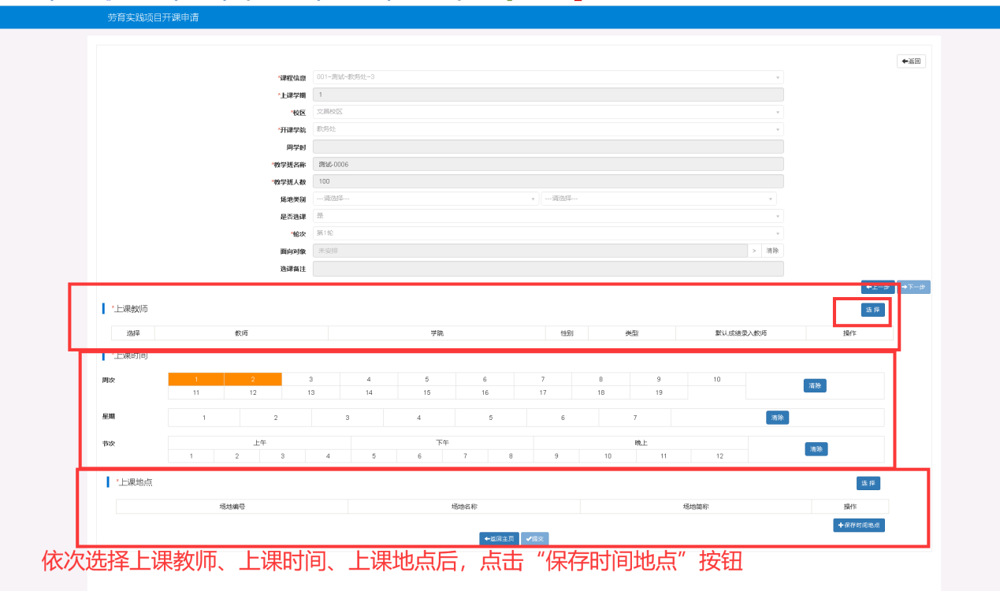 劳育实践项目开课申请
返回
*课程信息 001-测试-教务处-3
*上课学期 1
*校区 文昌校区
*开课学院 教务处
周学时
*教学班名称 测试-0006
*教学班人数 100
场地类别 ---请选择--- ---请选择---
是否选课 是
*轮次 第1轮
面向对象 未安排 > 清除
选课备注
上一步 下一步
*上课教师 选 择
选择 教师 学院 性别 类型 默认成绩录入教师 操作
*上课时间
周次 1 2 3 4 5 6 7 8 9 10 清除
11 12 13 14 15 16 17 18 19
星期 1 2 3 4 5 6 7 清除
节次 上午 下午 晚上 清除
1 2 3 4 5 6 7 8 9 10 11 12
*上课地点 选 择
场地编号 场地名称 场地简称 操作
保存时间地点
返回主页 提交
依次选择上课教师、上课时间、上课地点后，点击“保存时间地点”按钮